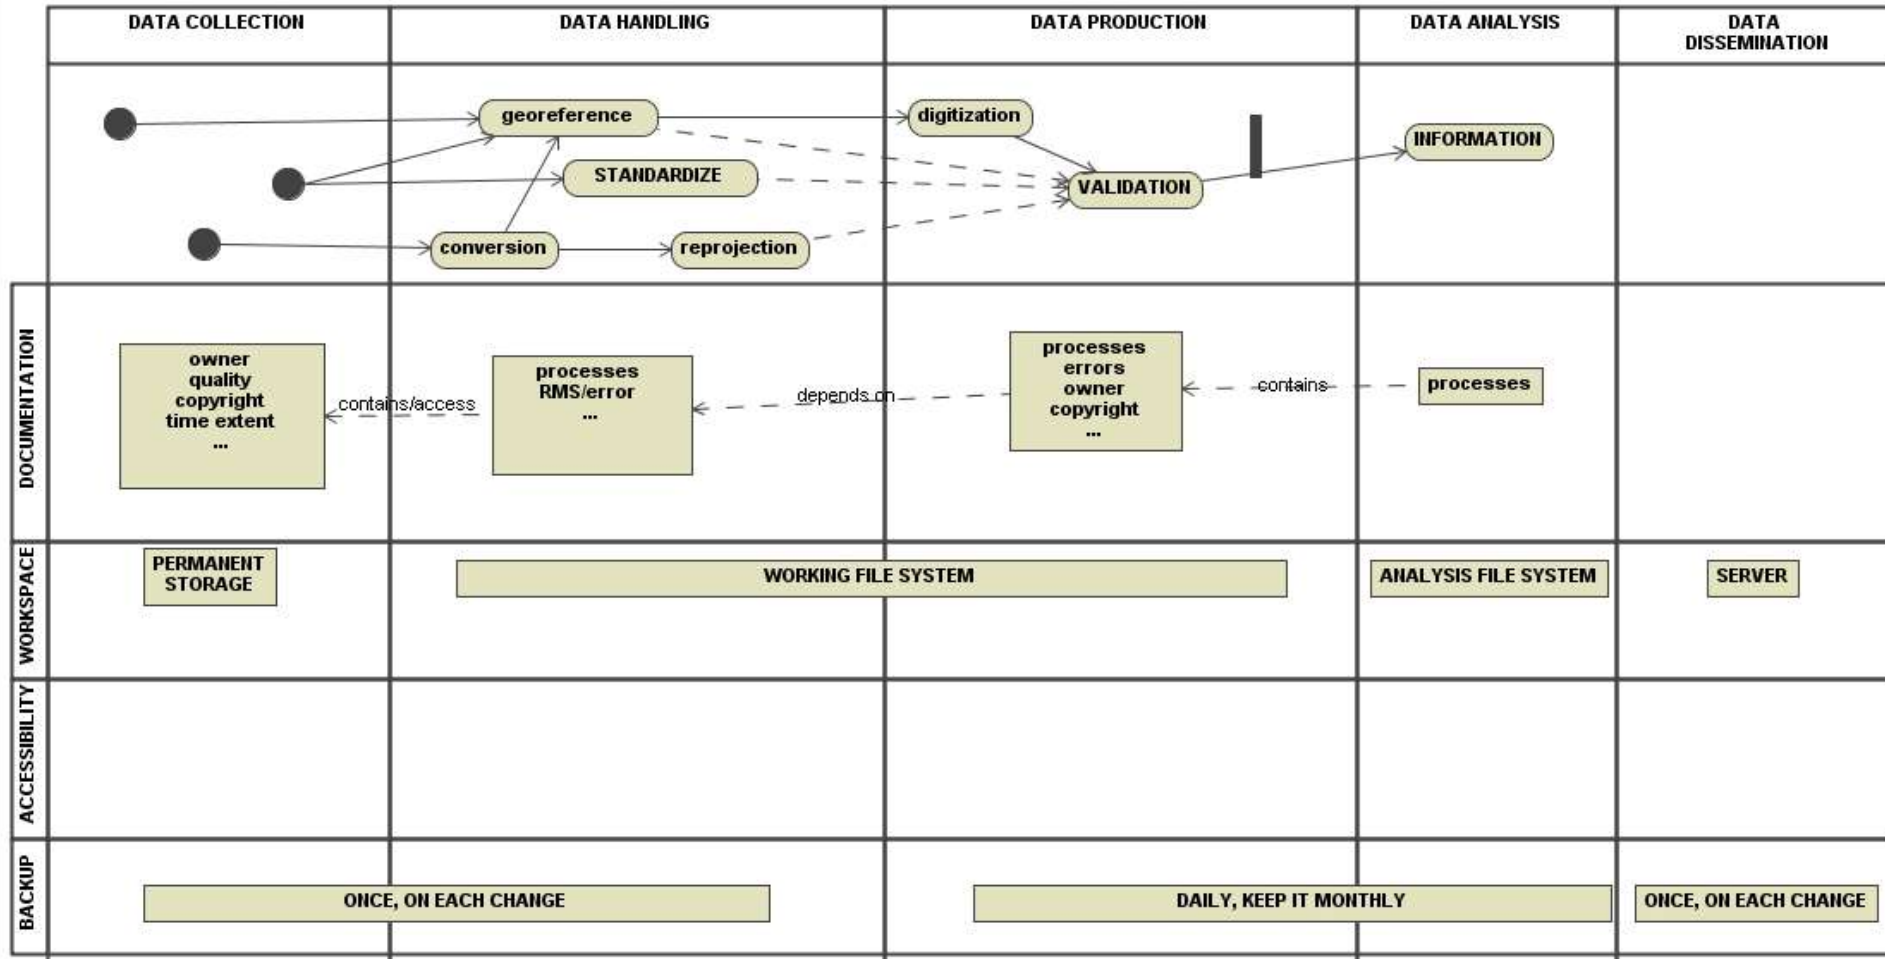 DATA COLLECTION
DATA HANDLING
DATA PRODUCTION
DATA ANALYSIS
DATA
DISSEMINATION
georeference
digitization
INFORMATION
STANDARDIZE
VALIDATION
conversion
reprojection
DOCUMENTATION
owner
quality
copyright
time extent
...
contains/access
processes
RMS/error
...
depends on
processes
errors
owner
copyright
...
contains
processes
WORKSPACE
PERMANENT
STORAGE
WORKING FILE SYSTEM
ANALYSIS FILE SYSTEM
SERVER
ACCESSIBILITY
BACKUP
ONCE, ON EACH CHANGE
DAILY, KEEP IT MONTHLY
ONCE, ON EACH CHANGE